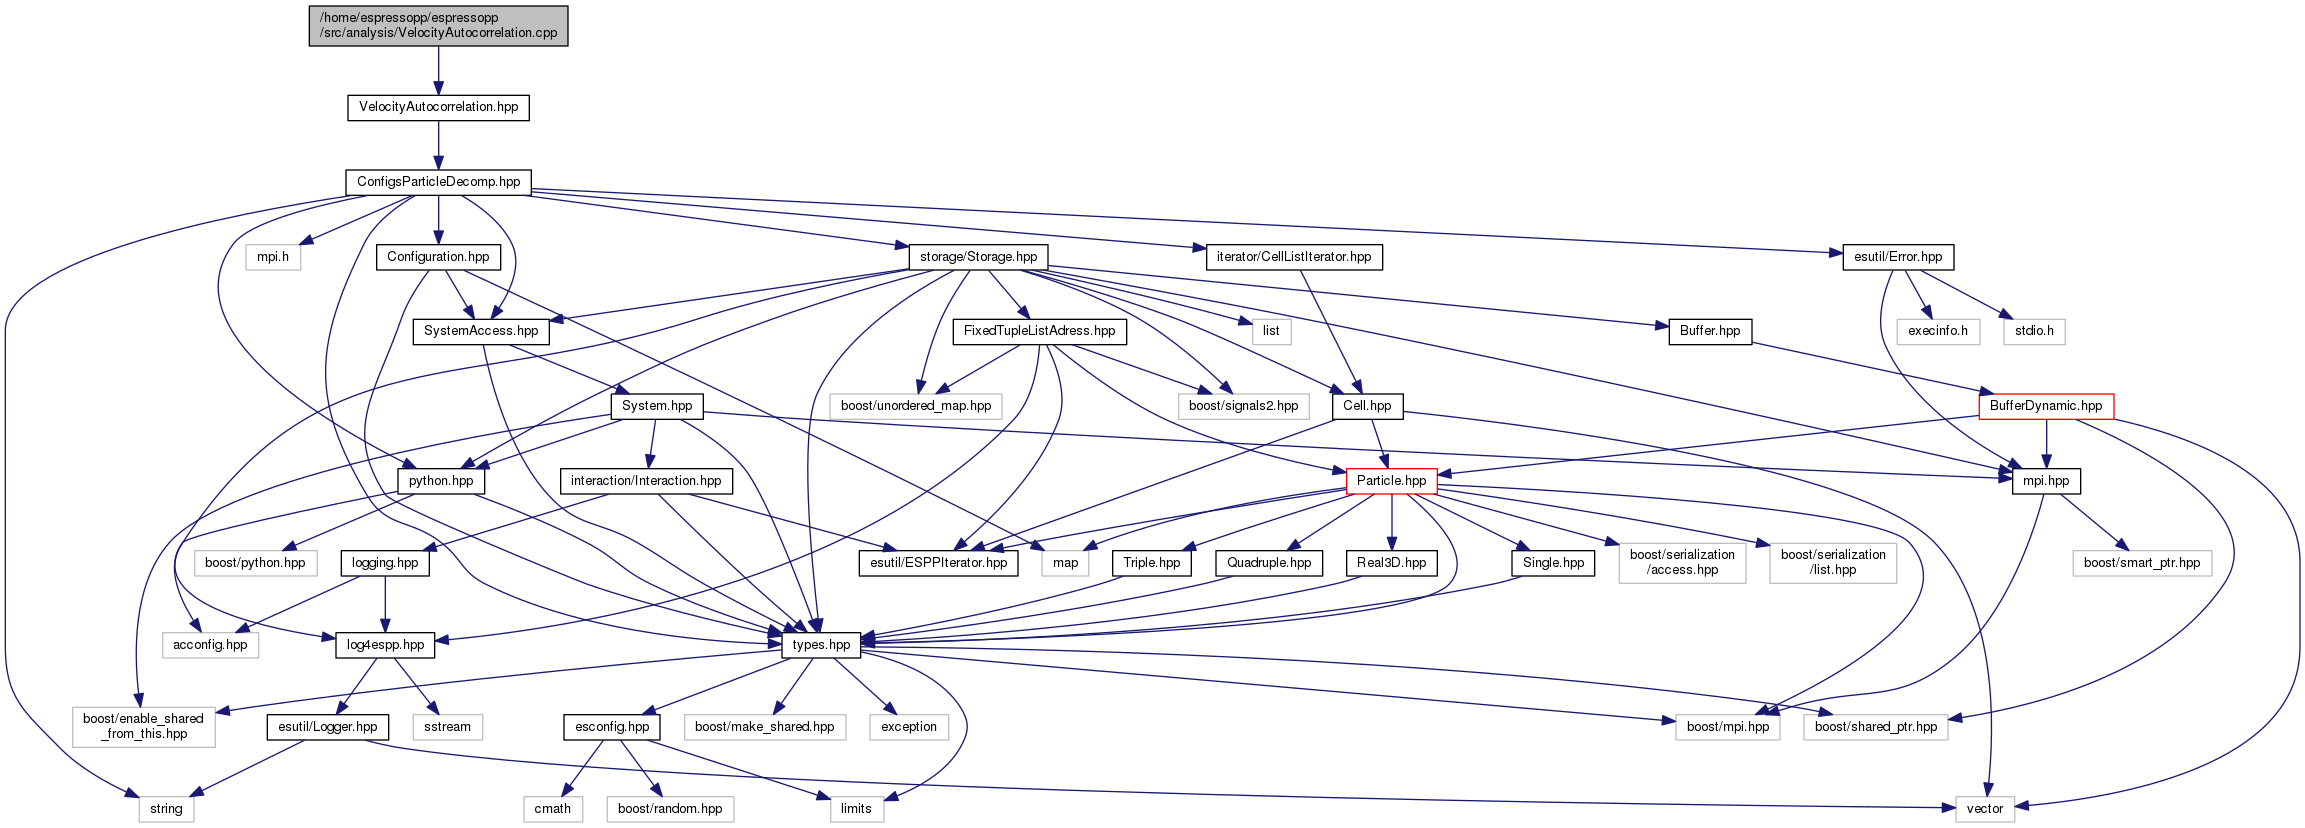 /home/espressopp/espressopp
/src/analysis/VelocityAutocorrelation.cpp
VelocityAutocorrelation.hpp
ConfigsParticleDecomp.hpp
mpi.h
Configuration.hpp
storage/Storage.hpp
iterator/CellListIterator.hpp
esutil/Error.hpp
SystemAccess.hpp
FixedTupleListAdress.hpp
list
Buffer.hpp
execinfo.h
stdio.h
System.hpp
boost/unordered_map.hpp
boost/signals2.hpp
Cell.hpp
BufferDynamic.hpp
python.hpp
interaction/Interaction.hpp
Particle.hpp
mpi.hpp
boost/python.hpp
logging.hpp
esutil/ESPPIterator.hpp
map
Triple.hpp
Quadruple.hpp
Real3D.hpp
Single.hpp
boost/serialization
/access.hpp
boost/serialization
/list.hpp
boost/smart_ptr.hpp
acconfig.hpp
log4espp.hpp
types.hpp
boost/enable_shared
_from_this.hpp
esutil/Logger.hpp
sstream
esconfig.hpp
boost/make_shared.hpp
exception
boost/mpi.hpp
boost/shared_ptr.hpp
string
cmath
boost/random.hpp
limits
vector